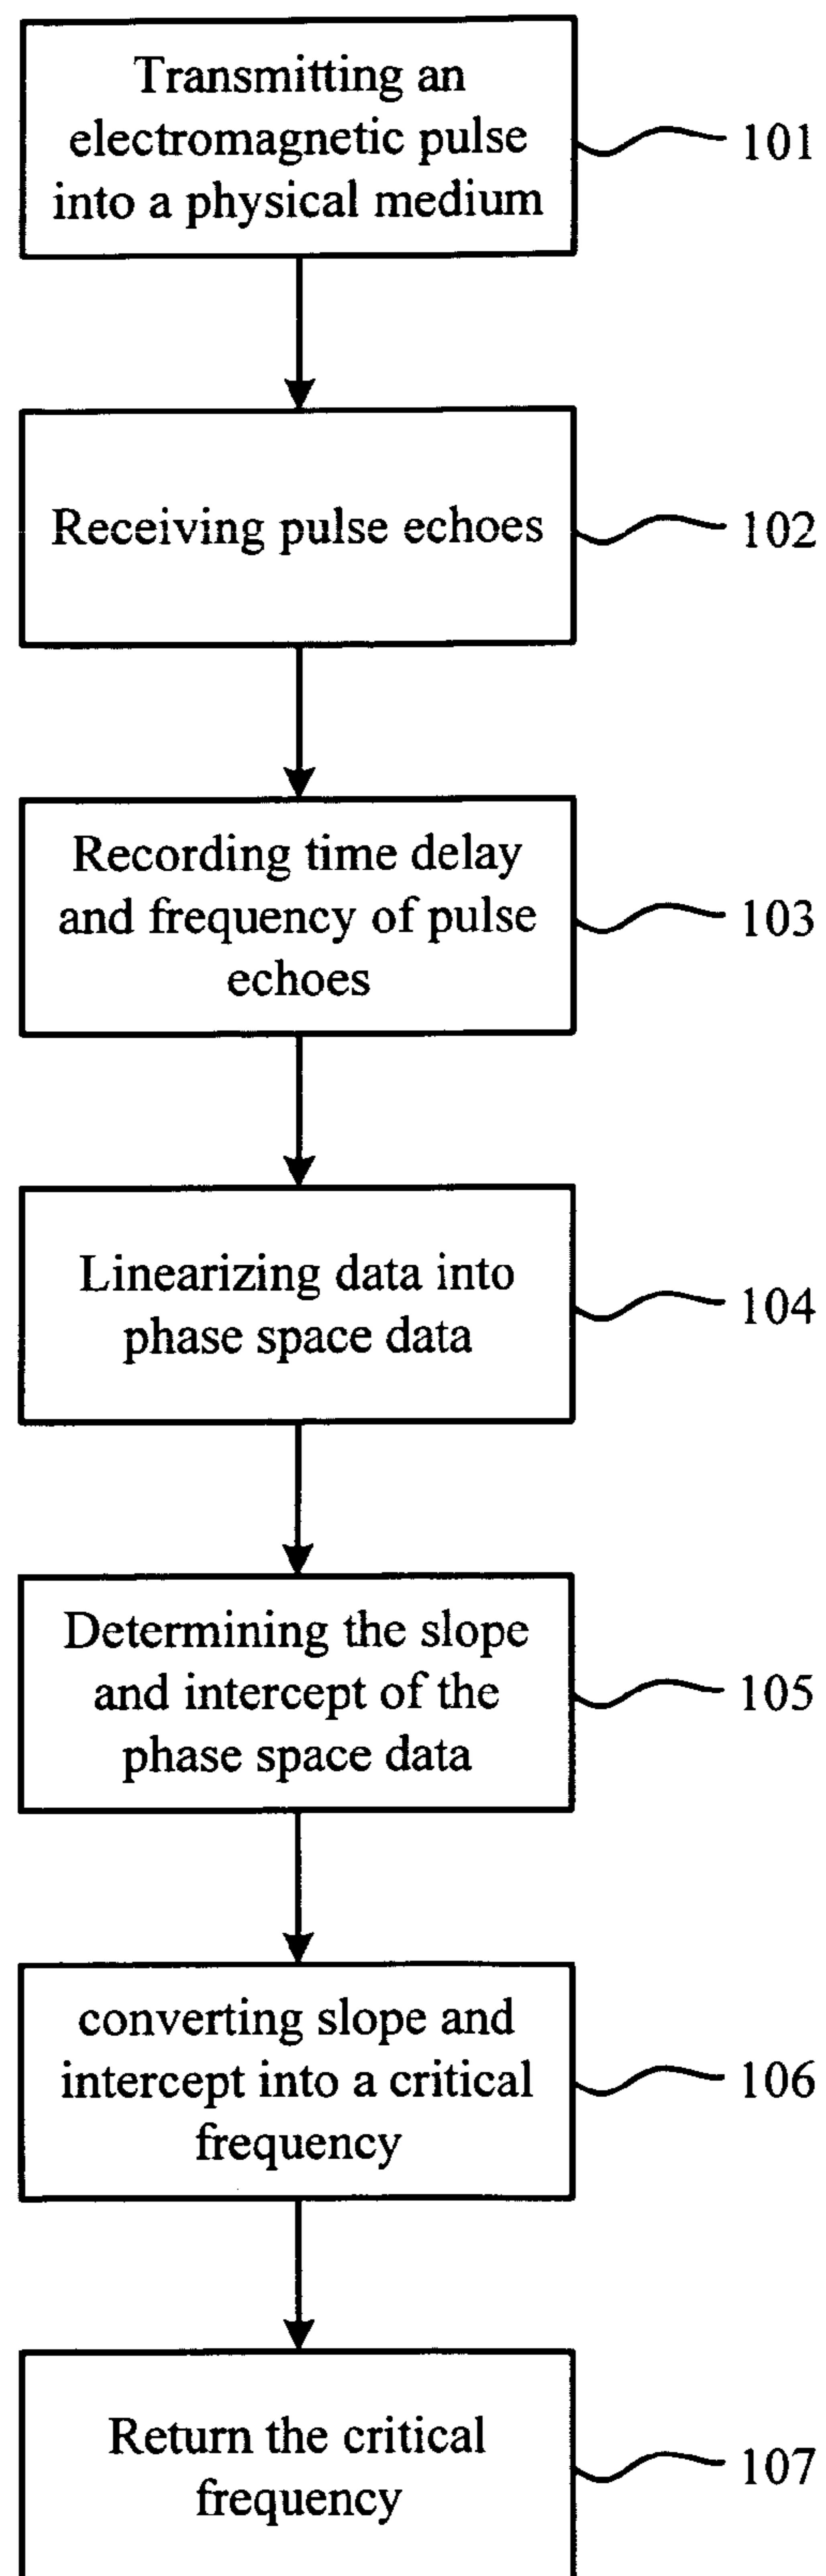 Transmitting an
electromagnetic pulse
into a physical medium
101
Receiving pulse echoes
102
Recording time delay
and frequency of pulse
echoes
103
Linearizing data into
phase space data
104
Determining the slope
and intercept of the
phase space data
105
converting slope and
intercept into a critical
frequency
106
Return the critical
frequency
107